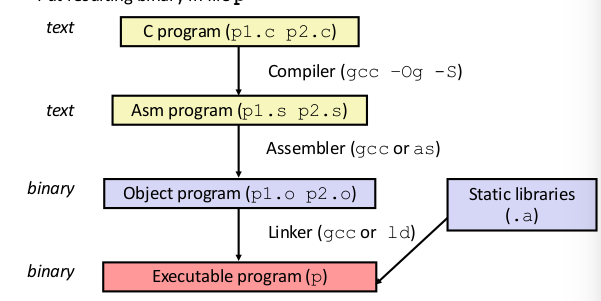 text
C program (p1.c p2.c)
Compiler (gcc –Og -S)
text
Asm program (p1.s p2.s)
Assembler (gcc or as)
binary
Object program (p1.o p2.o)
Static libraries
(.a)
Linker (gcc or ld)
binary
Executable program (p)